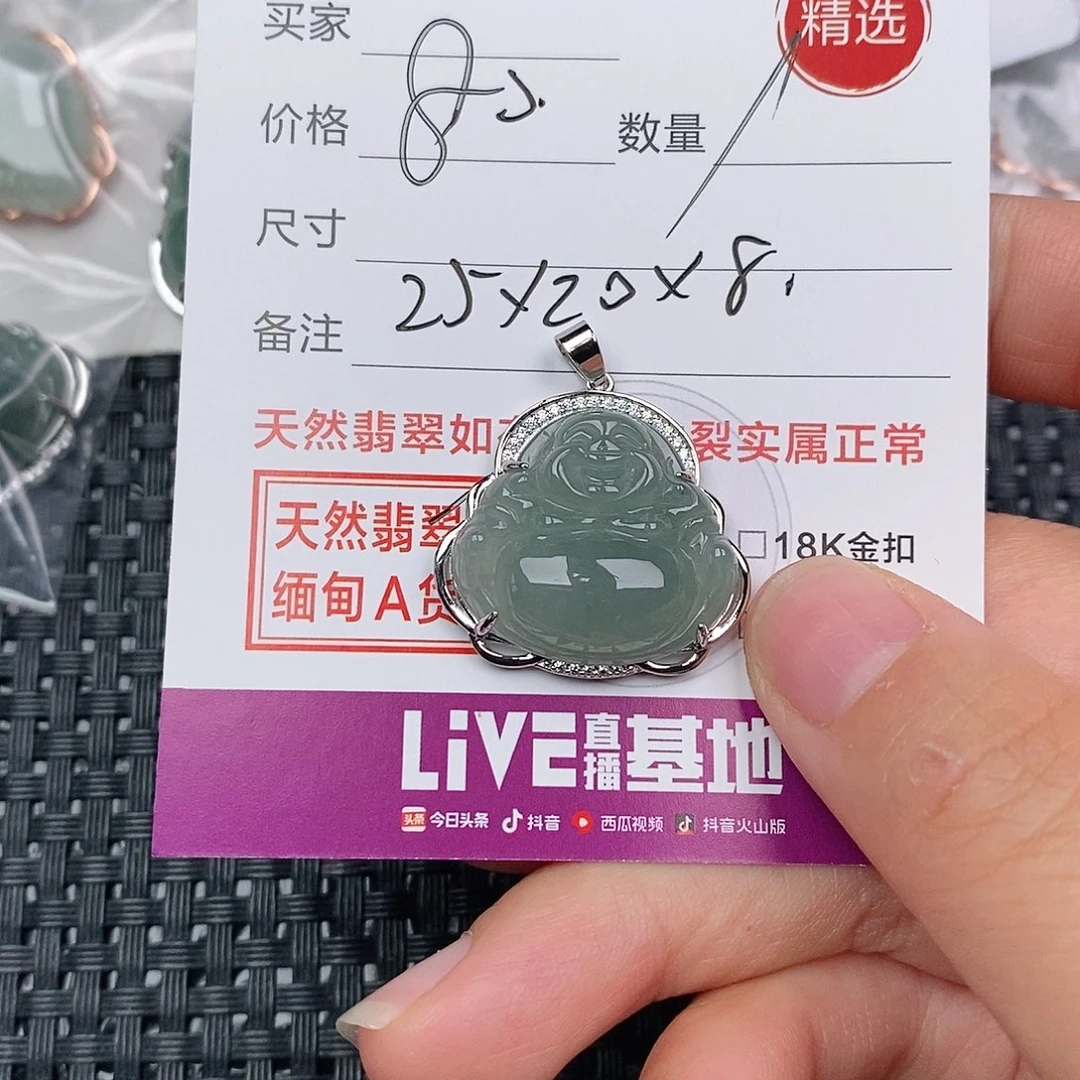 精选
买家
价格 85. 数量
尺寸
25X20X8.
备注
天然翡翠如 裂实属正常
天然翡翠
缅甸A货
□18K金扣
LiVE直播基地
头条 今日头条 抖音 西瓜视频 抖音火山版